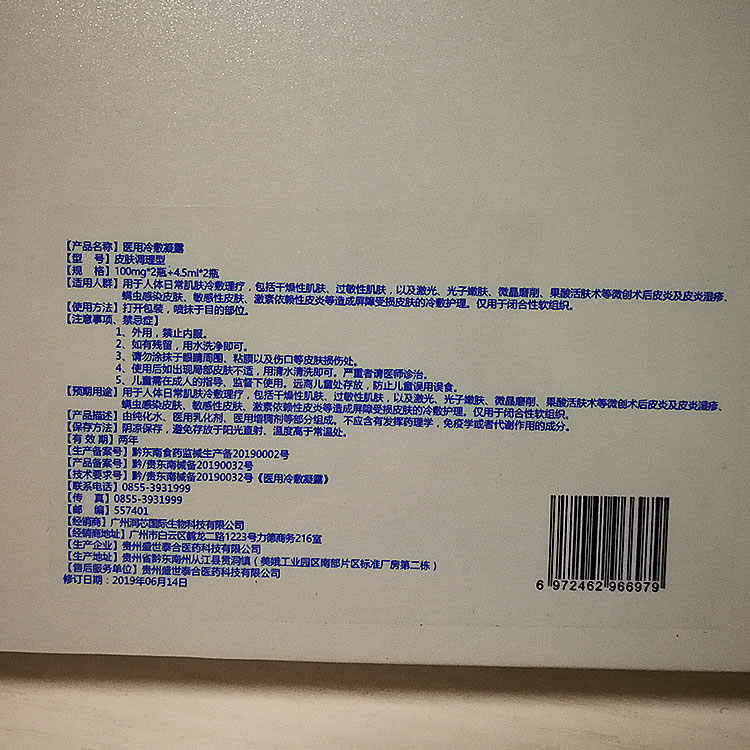 【产品名称】医用冷敷凝露
【型 号】皮肤调理型
【规 格】100mg*2瓶+4.5ml*2瓶
【适用人群】用于人体日常肌肤冷敷理疗，包括干燥性肌肤、过敏性肌肤，以及激光、光子嫩肤、微晶磨削、果酸活肤术等微创术后皮炎及皮炎湿疹、
螨虫感染皮肤、敏感性皮肤、激素依赖性皮炎等造成屏障受损皮肤的冷敷护理。仅用于闭合性软组织。
【使用方法】打开包装，喷抹于目的部位。
【注意事项、禁忌症】
1、外用，禁止内服。
2、如有残留，用水洗净即可。
3、请勿涂抹于眼睛周围、粘膜以及伤口等皮肤损伤处。
4、使用后如出现局部皮肤不适，用清水清洗即可。严重者请医师诊治。
5、儿童需在成人的指导、监督下使用。远离儿童处存放，防止儿童误用误食。
【预期用途】用于人体日常肌肤冷敷理疗，包括干燥性肌肤、过敏性肌肤，以及激光、光子嫩肤、微晶磨削、果酸活肤术等微创术后皮炎及皮炎湿疹、
螨虫感染皮肤、敏感性皮肤、激素依赖性皮炎等造成屏障受损皮肤的冷敷护理。仅用于闭合性软组织。
【产品描述】由纯化水、医用乳化剂、医用增稠剂等部分组成。不应含有发挥药理学，免疫学或者代谢作用的成分。
【保存方法】阴凉保存，避免存放于阳光直射、温度高于常温处。
【有 效 期】两年
【生产备案号】黔东南食药监械生产备20190002号
【产品备案号】黔/贵东南械备20190032号
【技术要求号】黔/贵东南械备20190032号《医用冷敷凝露》
【联系电话】0855-3931999
【传 真】0855-3931999
【邮 编】557401
【经销商】广州润芯国际生物科技有限公司
【经销商地址】广州市白云区鹤龙二路1223号力德商务216室
【生产企业】贵州盛世泰合医药科技有限公司
【生产地址】贵州省黔东南州从江县贯洞镇（美娥工业园区南部片区标准厂房第二栋）
【售后服务单位】贵州盛世泰合医药科技有限公司
修订日期：2019年06月14日
6 972462 966979